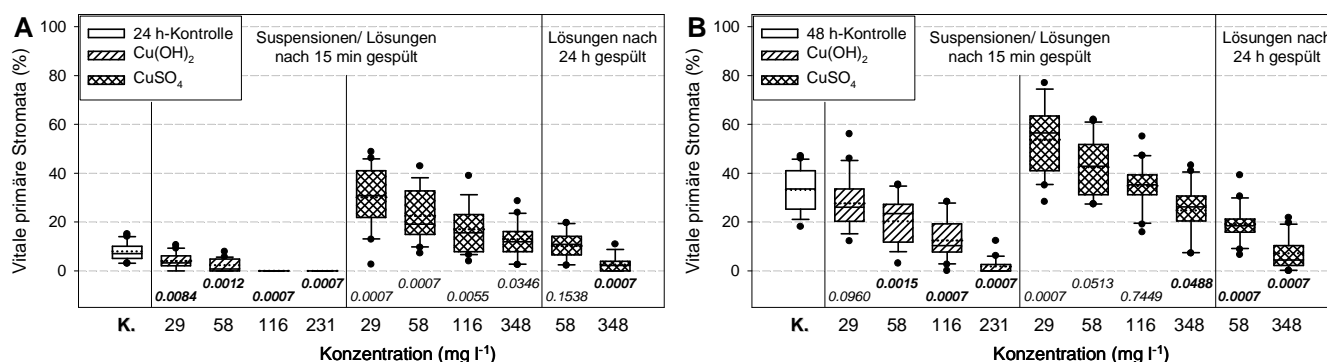 A
Vitale primäre Stromata (%)
100
80
60
40
20
0
24 h-Kontrolle
Cu(OH)2
CuSO4
Suspensionen/ Lösungen
nach 15 min gespült
Lösungen nach
24 h gespült
0.0084 0.0012 0.0007 0.0007 0.0007 0.0007 0.0055 0.0346 0.1538 0.0007
K. 29 58 116 231 29 58 116 348 58 348
Konzentration (mg l-1)
B
Vitale primäre Stromata (%)
100
80
60
40
20
0
48 h-Kontrolle
Cu(OH)2
CuSO4
Suspensionen/ Lösungen
nach 15 min gespült
Lösungen nach
24 h gespült
0.0960 0.0015 0.0007 0.0007 0.0007 0.0513 0.7449 0.0488 0.0007 0.0007
K. 29 58 116 231 29 58 116 348 58 348
Konzentration (mg l-1)